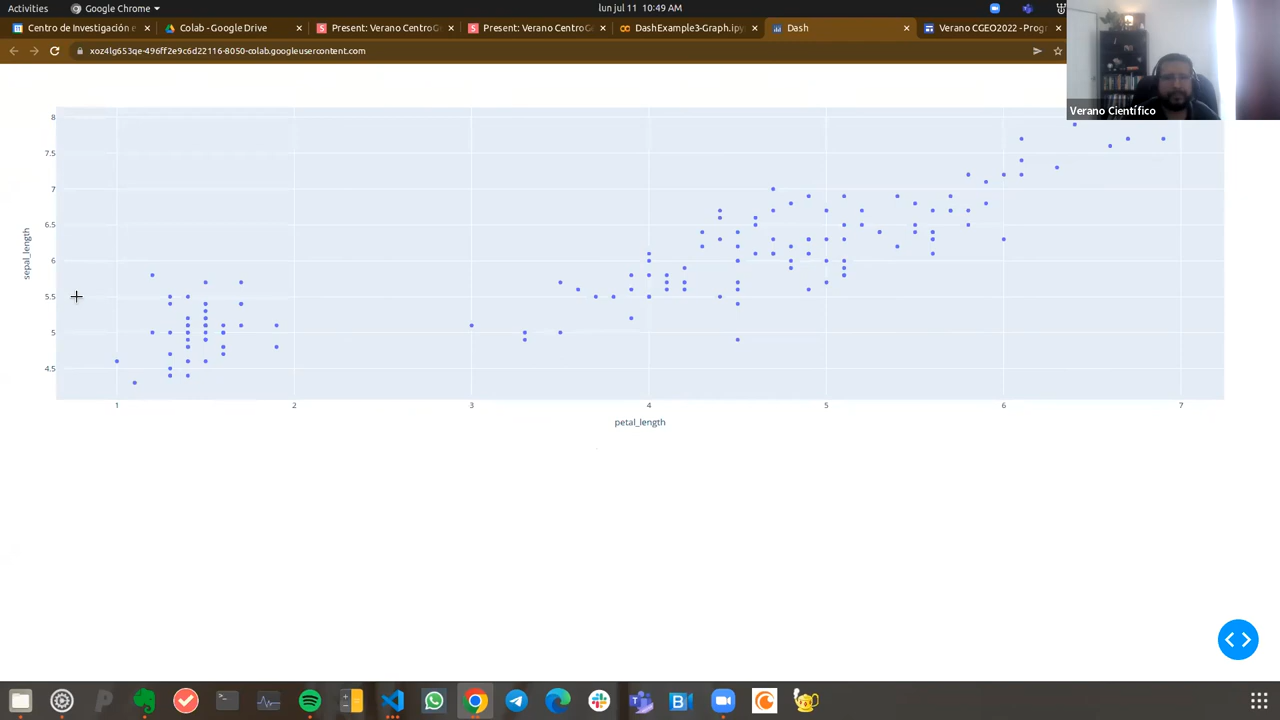 Activities Google Chrome lun jul 11 10:49 AM
Centro de Investigación e
Colab - Google Drive
Present: Verano CentroG
Present: Verano CentroG
DashExample3-Graph.ipy
Dash
Verano CGEO2022 - Prog
xoz4lg653qe-496ff2e9c6d22116-8050-colab.googleusercontent.com
Verano Científico
8
7.5
7
6.5
6
5.5
5
4.5
sepal_length
1 2 3 4 5 6 7
petal_length